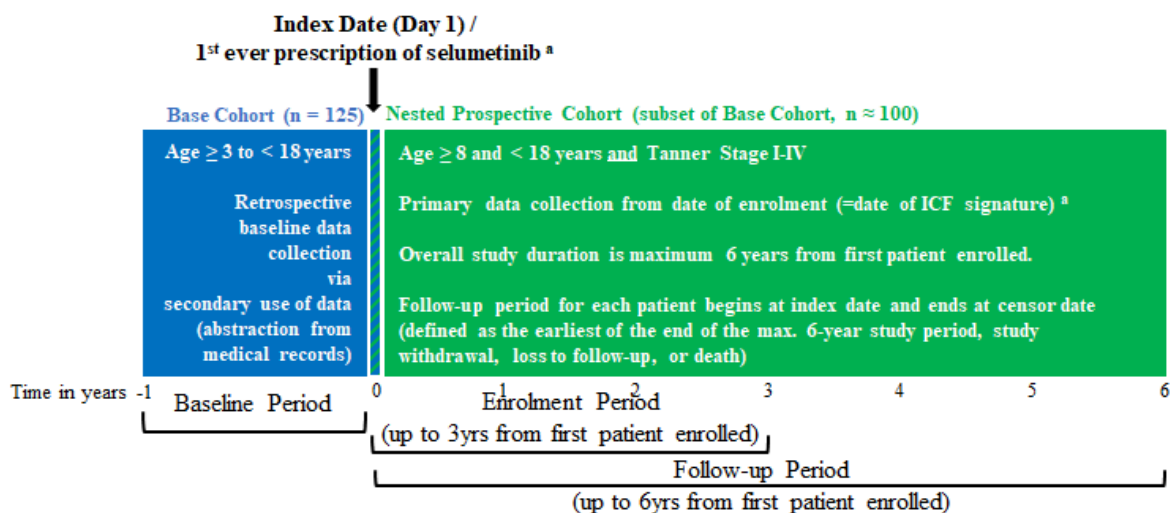 Index Date (Day 1) /
1st ever prescription of selumetinib a
Base Cohort (n = 125)
Nested Prospective Cohort (subset of Base Cohort, n ≈ 100)
Age ≥ 3 to < 18 years
Retrospective
baseline data
collection
via
secondary use of data
(abstraction from
medical records)
Age ≥ 8 and < 18 years and Tanner Stage I-IV
Primary data collection from date of enrolment (=date of ICF signature) a
Overall study duration is maximum 6 years from first patient enrolled.
Follow-up period for each patient begins at index date and ends at censor date
(defined as the earliest of the end of the max. 6-year study period, study
withdrawal, loss to follow-up, or death)
Time in years -1 0 1 2 3 4 5 6
Baseline Period
Enrolment Period
(up to 3yrs from first patient enrolled)
Follow-up Period
(up to 6yrs from first patient enrolled)